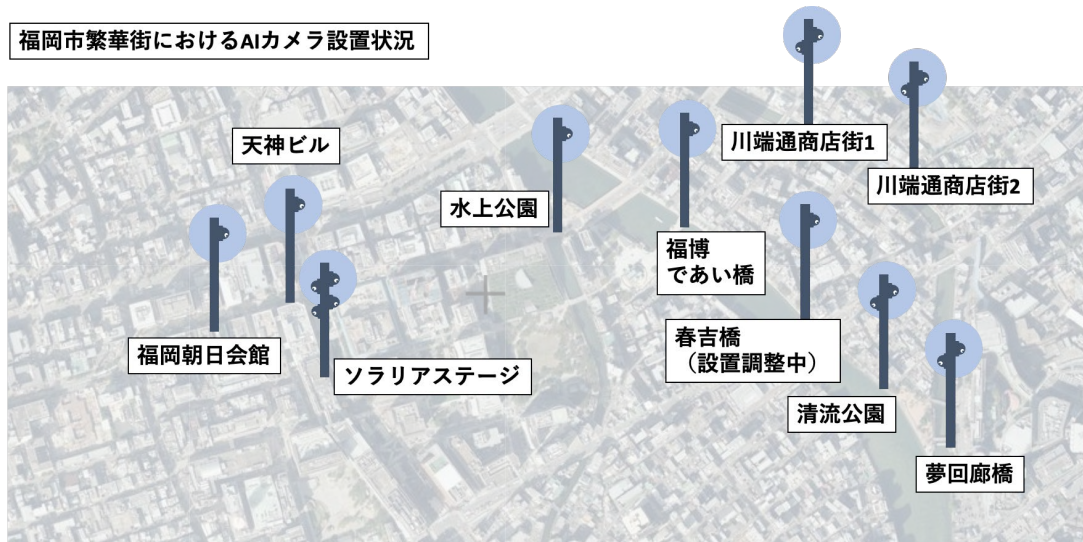 福岡市繁華街におけるAIカメラ設置状況
川端通商店街1
天神ビル
川端通商店街2
水上公園
福博
であい橋
春吉橋
（設置調整中）
福岡朝日会館
ソラリアステージ
清流公園
夢回廊橋